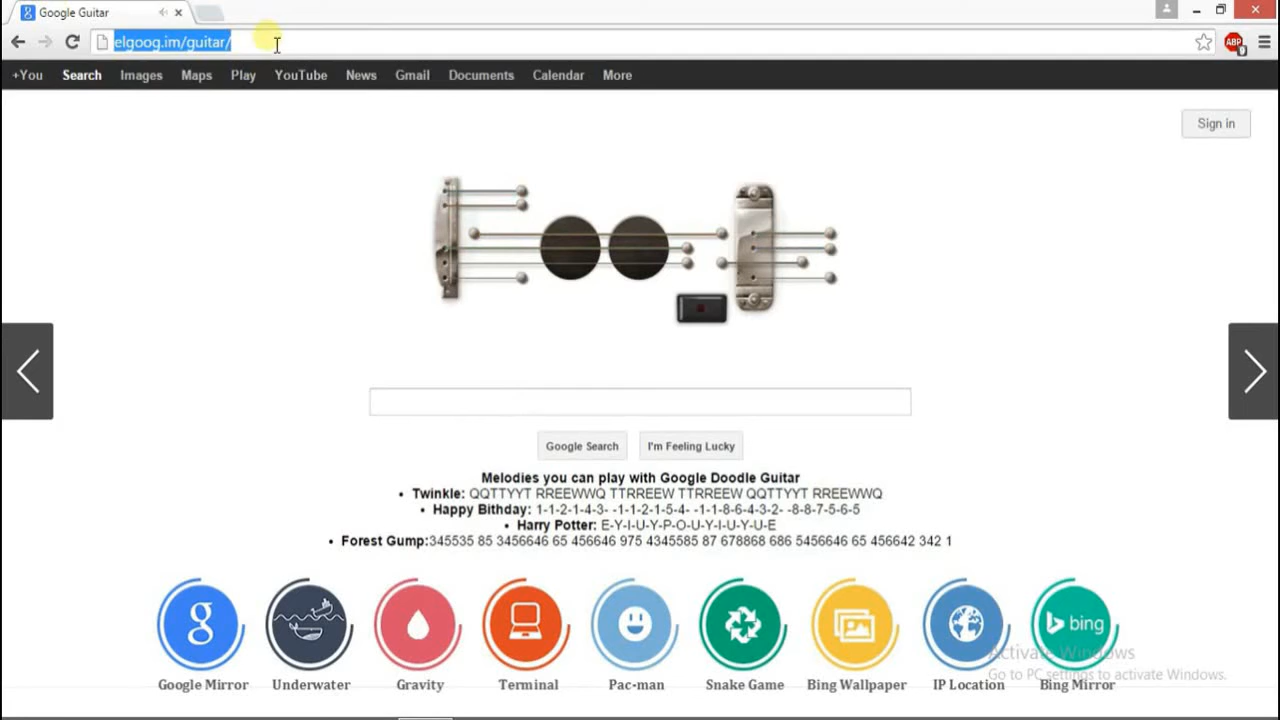 Google Guitar
elgoog.im/guitar/
ABP
+You Search Images Maps Play YouTube News Gmail Documents Calendar More
Sign in
Google Search I'm Feeling Lucky
Melodies you can play with Google Doodle Guitar
• Twinkle: QQTTYYT RREEWWQ TTRREEW TTRREEW QQTTYYT RREEWWQ
• Happy Bithday: 1-1-2-1-4-3- -1-1-2-1-5-4- -1-1-8-6-4-3-2- -8-8-7-5-6-5
• Harry Potter: E-Y-I-U-Y-P-O-U-Y-I-U-Y-U-E
• Forest Gump:345535 85 3456646 65 456646 975 4345585 87 678868 686 5456646 65 456642 342 1
g
bing
Activate Windows
Go to PC settings to activate Windows.
Google Mirror Underwater Gravity Terminal Pac-man Snake Game Bing Wallpaper IP Location Bing Mirror